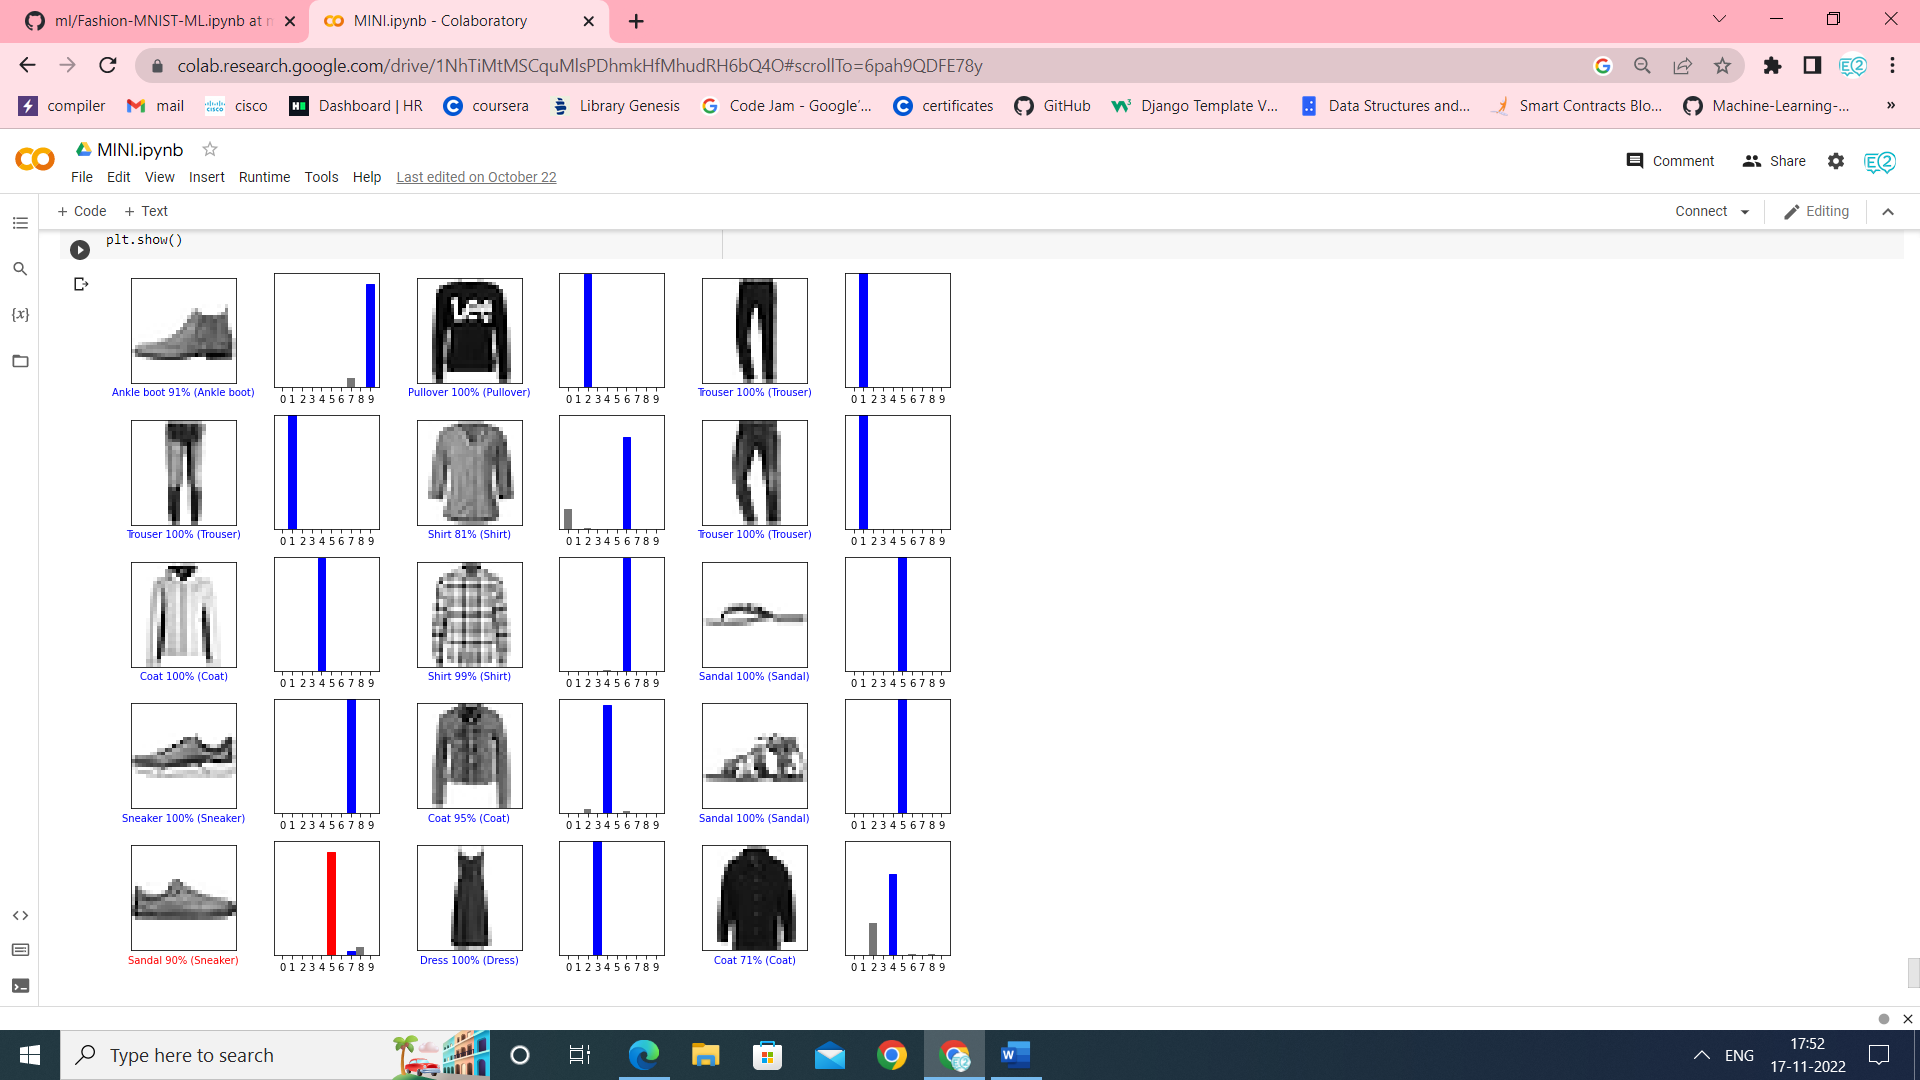 ml/Fashion-MNIST-ML.ipynb at m
MINI.ipynb - Colaboratory
colab.research.google.com/drive/1NhTiMtMSCquMlsPDhmkHfMhudRH6bQ4O#scrollTo=6pah9QDFE78y
compiler
mail
cisco
Dashboard | HR
coursera
Library Genesis
Code Jam - Google'...
certificates
GitHub
Django Template V...
Data Structures and...
Smart Contracts Blo...
Machine-Learning-...
»
MINI.ipynb
Comment
Share
File Edit View Insert Runtime Tools Help Last edited on October 22
+ Code + Text
Connect
Editing
plt.show()
Lee
Ankle boot 91% (Ankle boot)
0 1 2 3 4 5 6 7 8 9
Pullover 100% (Pullover)
0 1 2 3 4 5 6 7 8 9
Trouser 100% (Trouser)
0 1 2 3 4 5 6 7 8 9
Trouser 100% (Trouser)
0 1 2 3 4 5 6 7 8 9
Shirt 81% (Shirt)
0 1 2 3 4 5 6 7 8 9
Trouser 100% (Trouser)
0 1 2 3 4 5 6 7 8 9
Coat 100% (Coat)
0 1 2 3 4 5 6 7 8 9
Shirt 99% (Shirt)
0 1 2 3 4 5 6 7 8 9
Sandal 100% (Sandal)
0 1 2 3 4 5 6 7 8 9
Sneaker 100% (Sneaker)
0 1 2 3 4 5 6 7 8 9
Coat 95% (Coat)
0 1 2 3 4 5 6 7 8 9
Sandal 100% (Sandal)
0 1 2 3 4 5 6 7 8 9
Sandal 90% (Sneaker)
0 1 2 3 4 5 6 7 8 9
Dress 100% (Dress)
0 1 2 3 4 5 6 7 8 9
Coat 71% (Coat)
0 1 2 3 4 5 6 7 8 9
Type here to search
ENG
17:52
17-11-2022